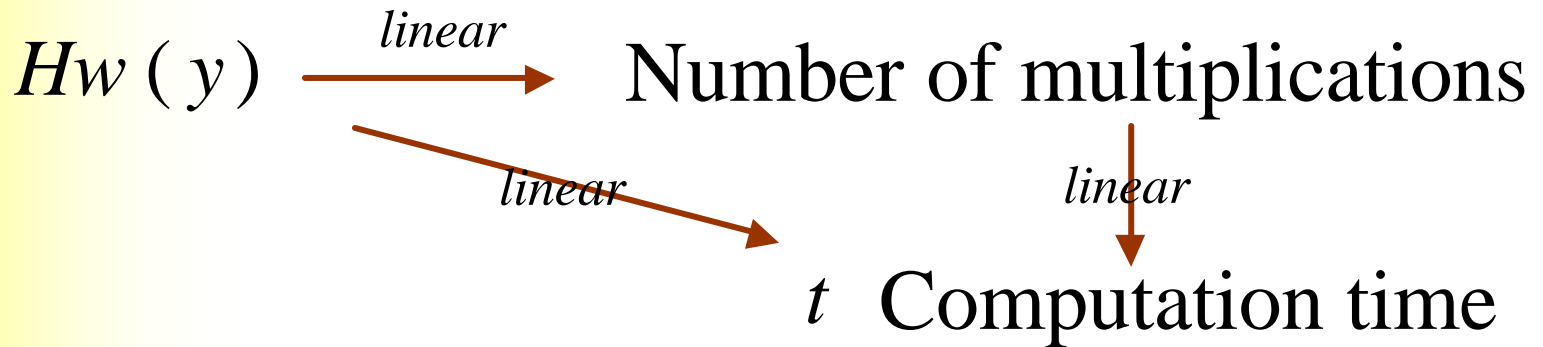 linear
Hw ( y ) Number of multiplications
linear linear
t Computation time